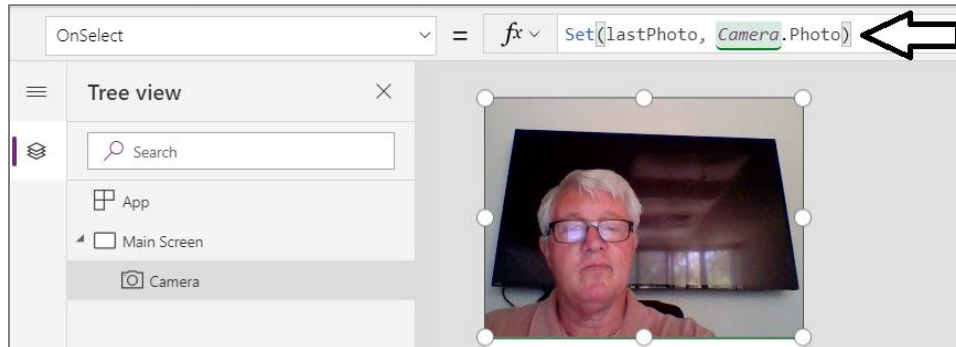 OnSelect = fx Set(lastPhoto, Camera.Photo)
Tree view
Search
App
Main Screen
Camera